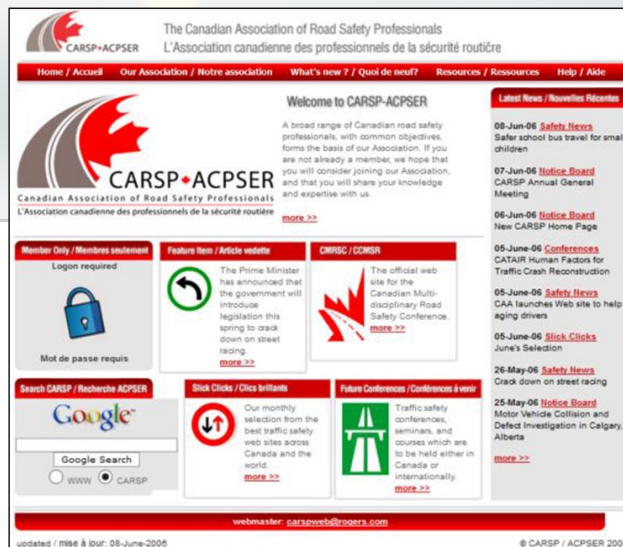 CARSP•ACPSER
The Canadian Association of Road Safety Professionals
L'Association canadienne des professionnels de la sécurité routičre
Home / Accueil Our Association / Notre association What's new ? / Quoi de neuf? Resources / Ressources Help / Aide
CARSP ACPSER
Canadian Association of Road Safety Professionals
L'Association canadienne des professionnels de la sécurité routière
Welcome to CARSP-ACPSER
A broad range of Canadian road safety
professionals, with common objectives,
forms the basis of our Association. If you
are not already a member, we hope that
you will consider joining our Association,
and that you will share your knowledge
and expertise with us.
more >>
Latest News / Nouvelles Récentes
08-Jun-06 Safety News
Safer school bus travel for small
children
07-Jun-06 Notice Board
CARSP Annual General
Meeting
06-Jun-06 Notice Board
New CARSP Home Page
05-June-06 Conferences
CATAIR Human Factors for
Traffic Crash Reconstruction
05-June-06 Safety News
CAA launches Web site to help
aging drivers
05-June-06 Slick Clicks
June's Selection
26-May-06 Safety News
Crack down on street racing
25-May-06 Notice Board
Motor Vehicle Collision and
Defect Investigation in Calgary,
Alberta
more >>
Member Only / Membres seulement
Logon required
Mot de passe requis
Feature Item / Article vedette
The Prime Minister
has announced that
the government will
introduce
legislation this
spring to crack
down on street
racing.
more >>
CMRSC / CCMSR
The official web
site for the
Canadian Multi-
disciplinary Road
Safety Conference.
more >>
Search CARSP / Recherche ACPSER
Google
Google Search
WWW CARSP
Slick Clicks / Clics brillants
Our monthly
selection from the
best traffic safety
web sites across
Canada and the
world.
more >>
Future Conferences / Conférences à venir
Traffic safety
conferences,
seminars, and
courses which are
to be held either in
Canada or
internationally.
more >>
webmaster: carspweb@rogers.com
updated / mise à jour: 08-June-2006
© CARSP / ACPSER 200